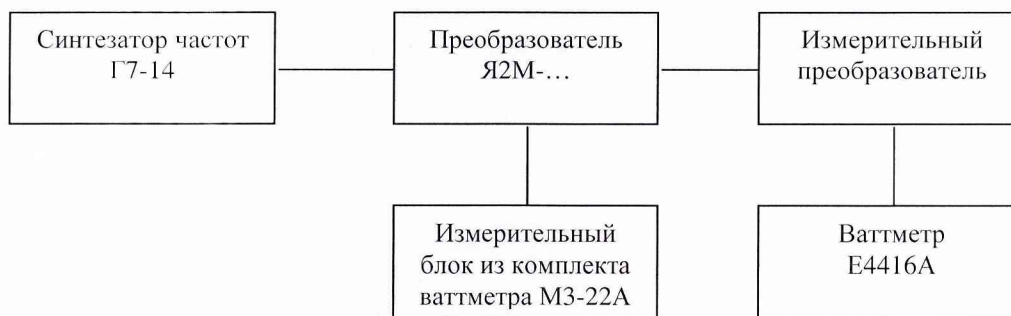 Синтезатор частот
Г7-14
Преобразователь
Я2М-...
Измерительный
преобразователь
Измерительный
блок из комплекта
ваттметра М3-22А
Ваттметр
Е4416А